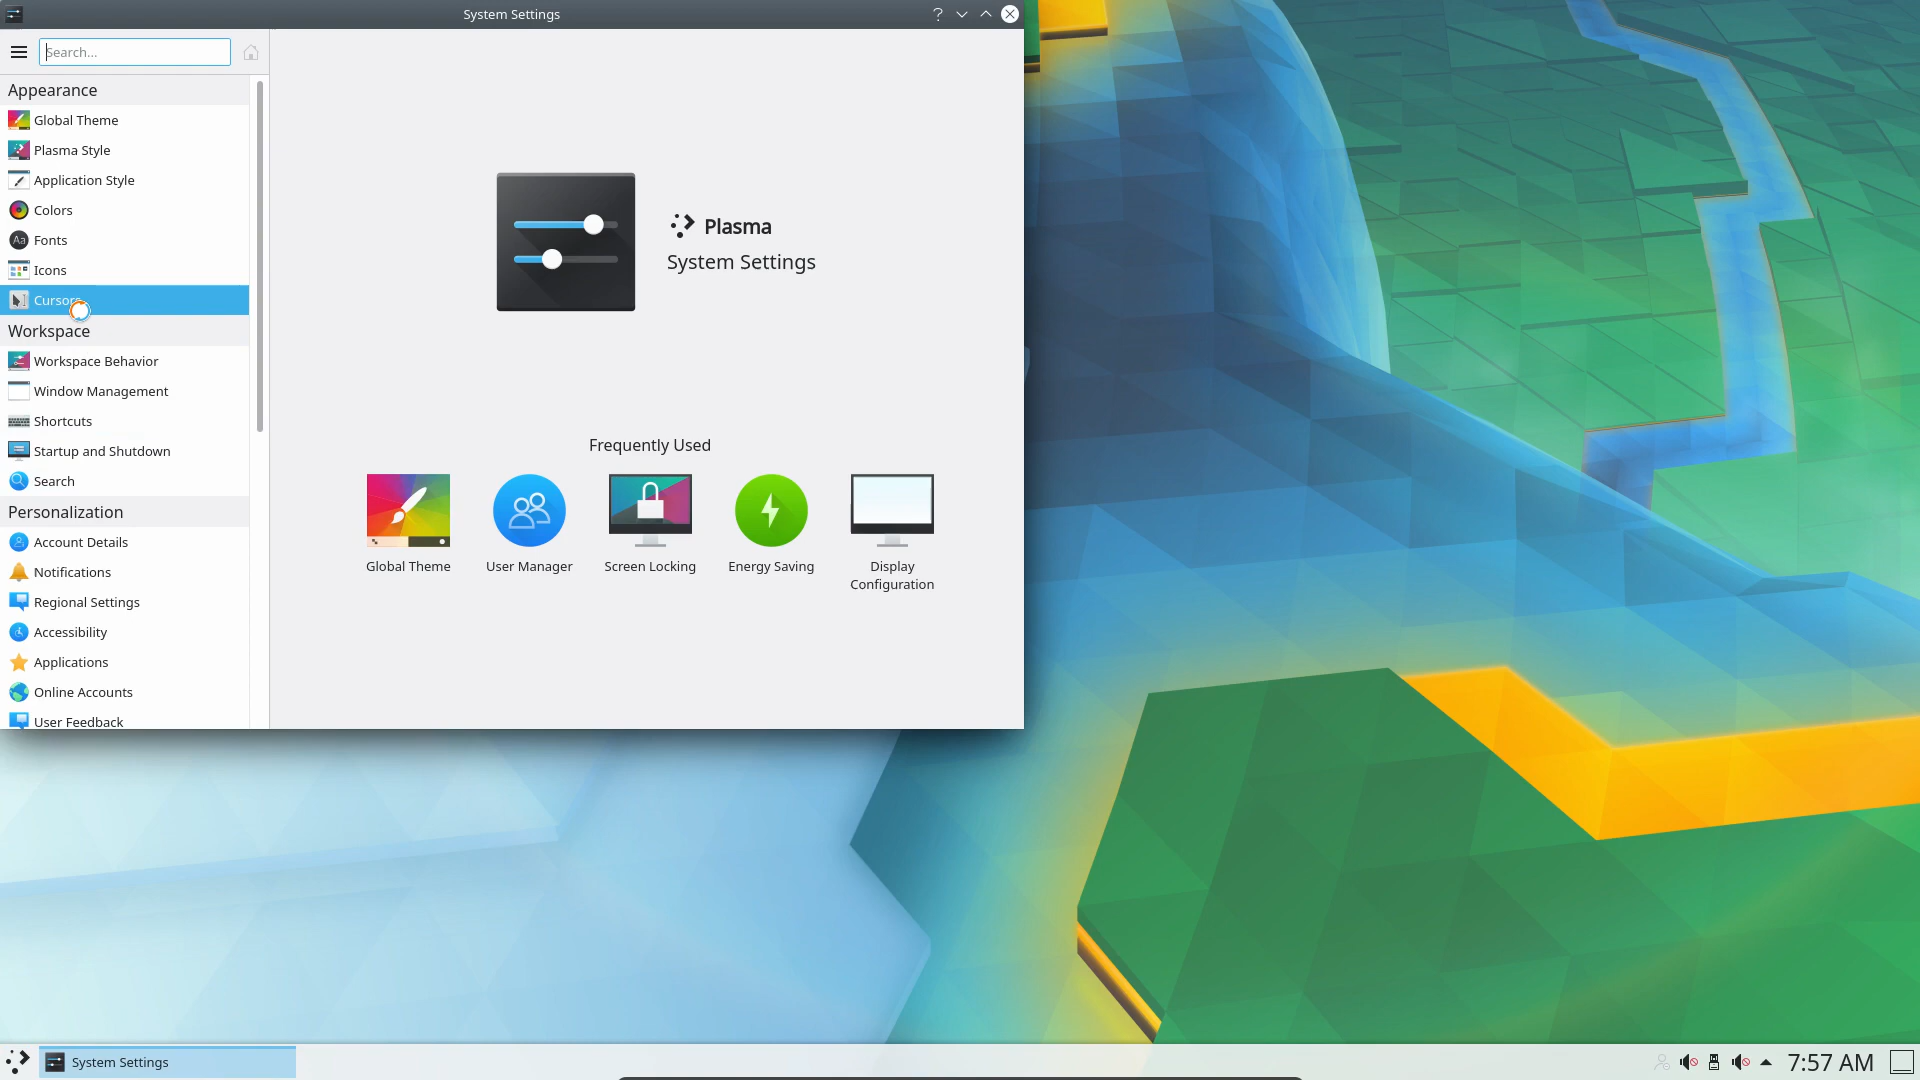 System Settings
Search...
Appearance
Global Theme
Plasma Style
Application Style
Colors
Aa Fonts
Icons
Cursors
Workspace
Workspace Behavior
Window Management
Shortcuts
Startup and Shutdown
Search
Personalization
Account Details
Notifications
Regional Settings
Accessibility
Applications
Online Accounts
User Feedback
Plasma
System Settings
Frequently Used
Global Theme
User Manager
Screen Locking
Energy Saving
Display
Configuration
System Settings
7:57 AM